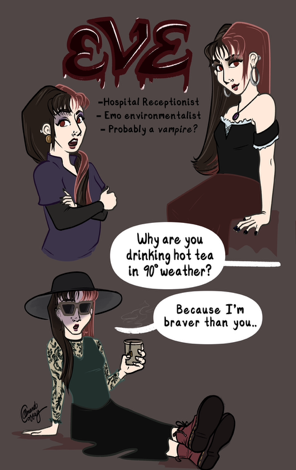 EVE
-Hospital Receptionist
- Emo environmentalist
- Probably a vampire?
Why are you
drinking hot tea
in 90° weather?
Because I'm
braver than you..